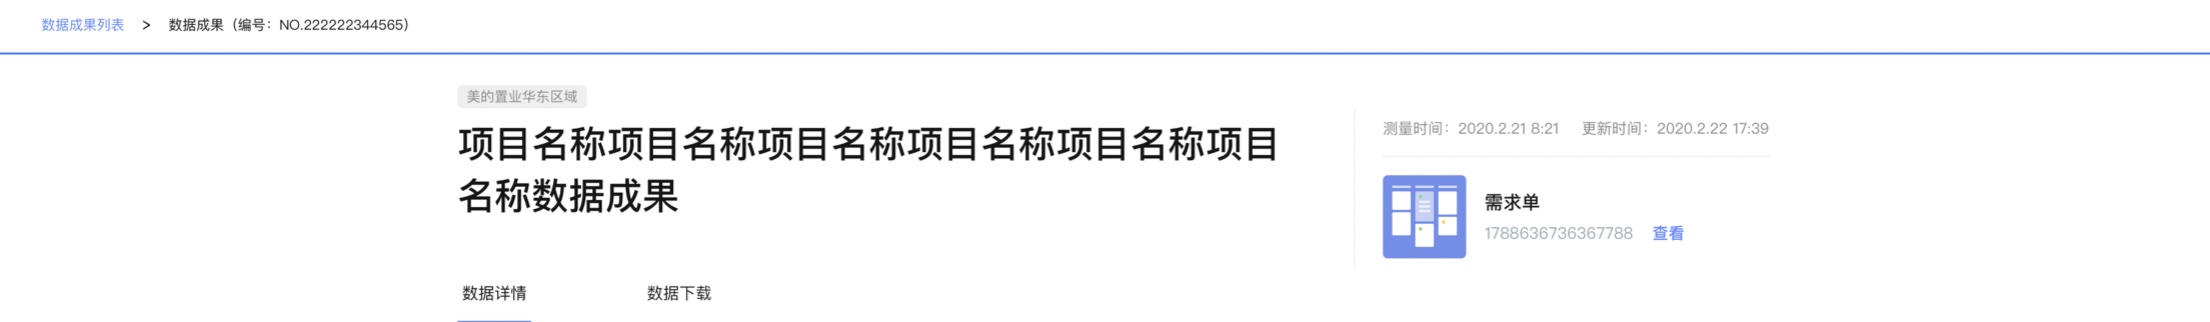 数据成果列表 > 数据成果（编号：NO.222222344565）
美的置业华东区域
项目名称项目名称项目名称项目名称项目名称项目
名称数据成果
测量时间：2020.2.21 8:21 更新时间：2020.2.22 17:39
需求单
1788636736367788 查看
数据详情 数据下载